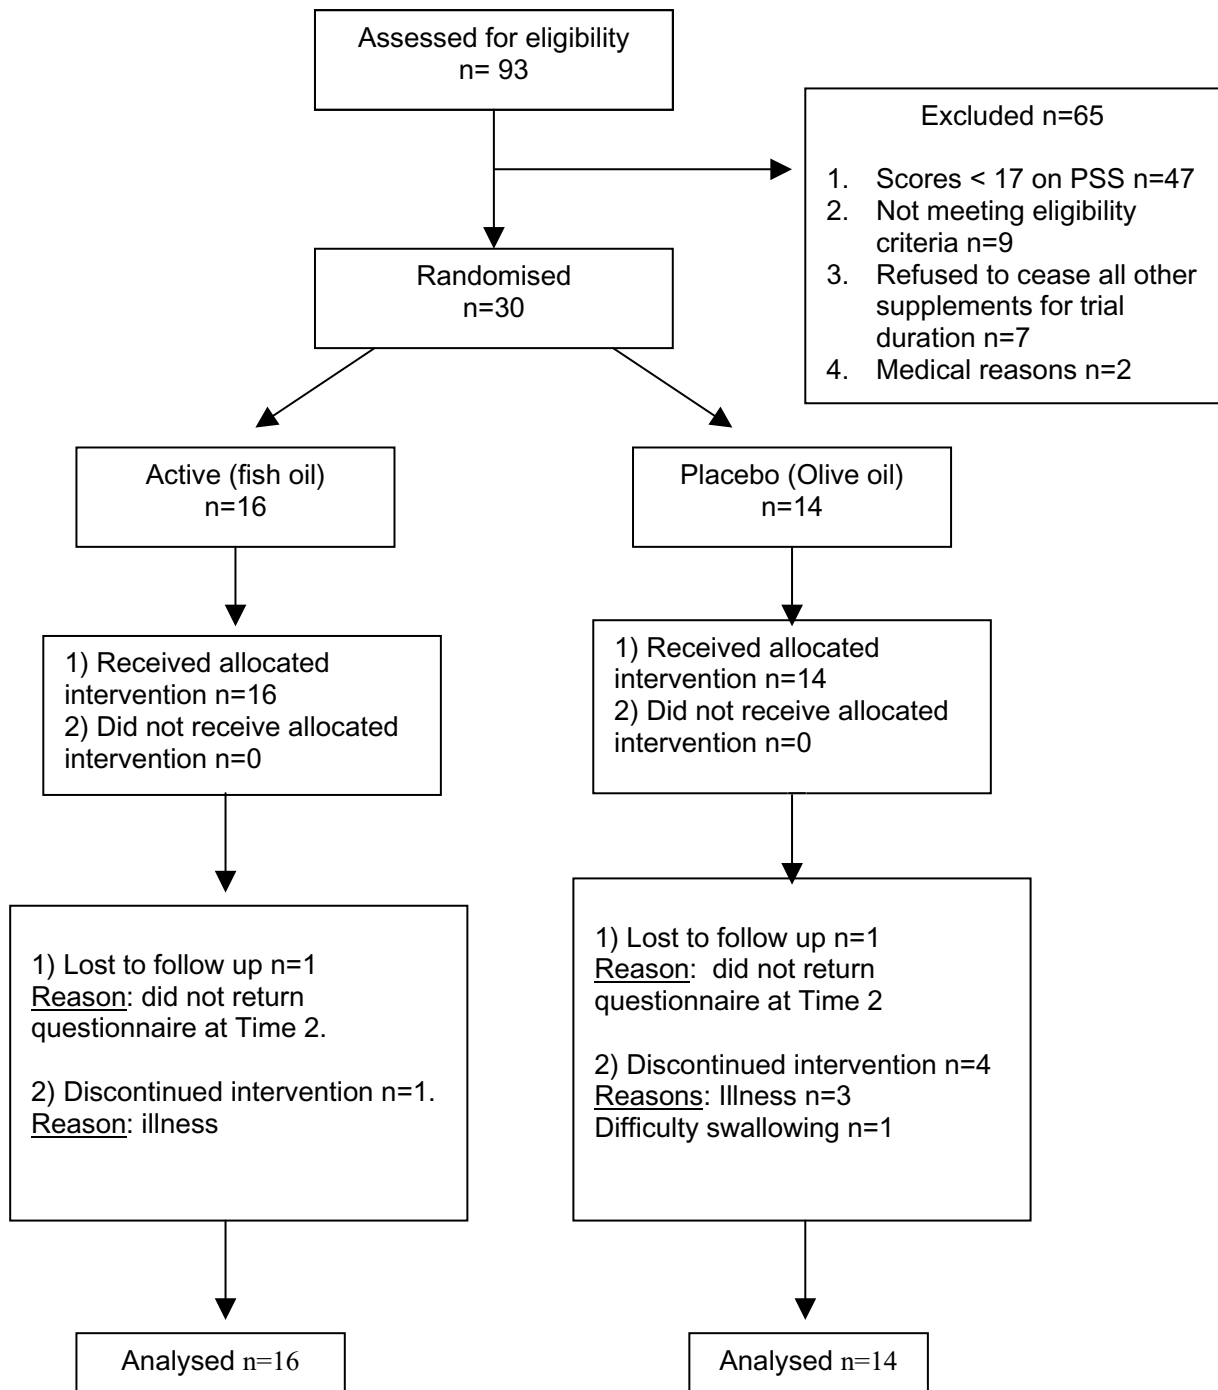 Assessed for eligibility
n= 93
Excluded n=65
1. Scores < 17 on PSS n=47
2. Not meeting eligibility
criteria n=9
3. Refused to cease all other
supplements for trial
duration n=7
4. Medical reasons n=2
Randomised
n=30
Active (fish oil)
n=16
Placebo (Olive oil)
n=14
1) Received allocated
intervention n=16
2) Did not receive allocated
intervention n=0
1) Received allocated
intervention n=14
2) Did not receive allocated
intervention n=0
1) Lost to follow up n=1
Reason: did not return
questionnaire at Time 2.
2) Discontinued intervention n=1.
Reason: illness
1) Lost to follow up n=1
Reason: did not return
questionnaire at Time 2
2) Discontinued intervention n=4
Reasons: Illness n=3
Difficulty swallowing n=1
Analysed n=16
Analysed n=14